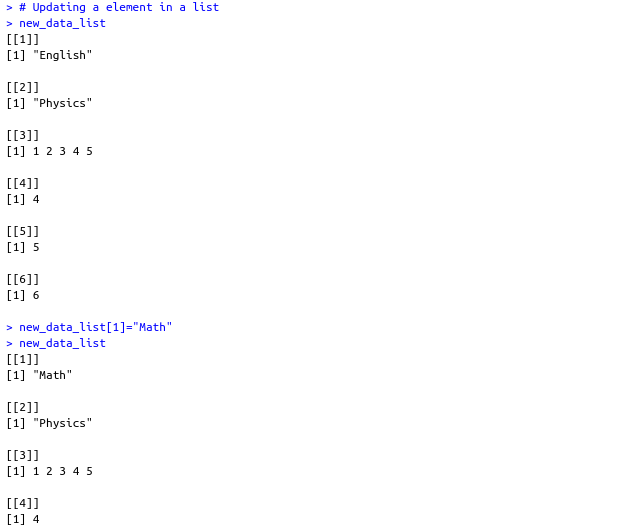 > # Updating a element in a list
> new_data_list
[[1]]
[1] "English"
[[2]]
[1] "Physics"
[[3]]
[1] 1 2 3 4 5
[[4]]
[1] 4
[[5]]
[1] 5
[[6]]
[1] 6
> new_data_list[1]="Math"
> new_data_list
[[1]]
[1] "Math"
[[2]]
[1] "Physics"
[[3]]
[1] 1 2 3 4 5
[[4]]
[1] 4